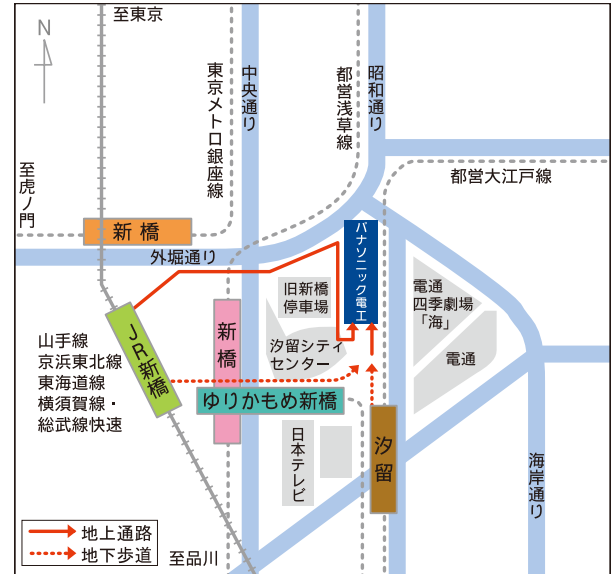 至東京
N
東京メトロ銀座線
中央通り
都営浅草線
昭和通り
至虎ノ門
都営大江戸線
新橋
外堀通り
パナソニック電工
旧新橋
停車場
電通
四季劇場
「海」
JR新橋
新橋
汐留シティ
センター
電通
山手線
京浜東北線
東海道線
横須賀線・
総武線快速
ゆりかもめ新橋
日本テレビ
汐留
海岸通り
地上通路
地下歩道
至品川